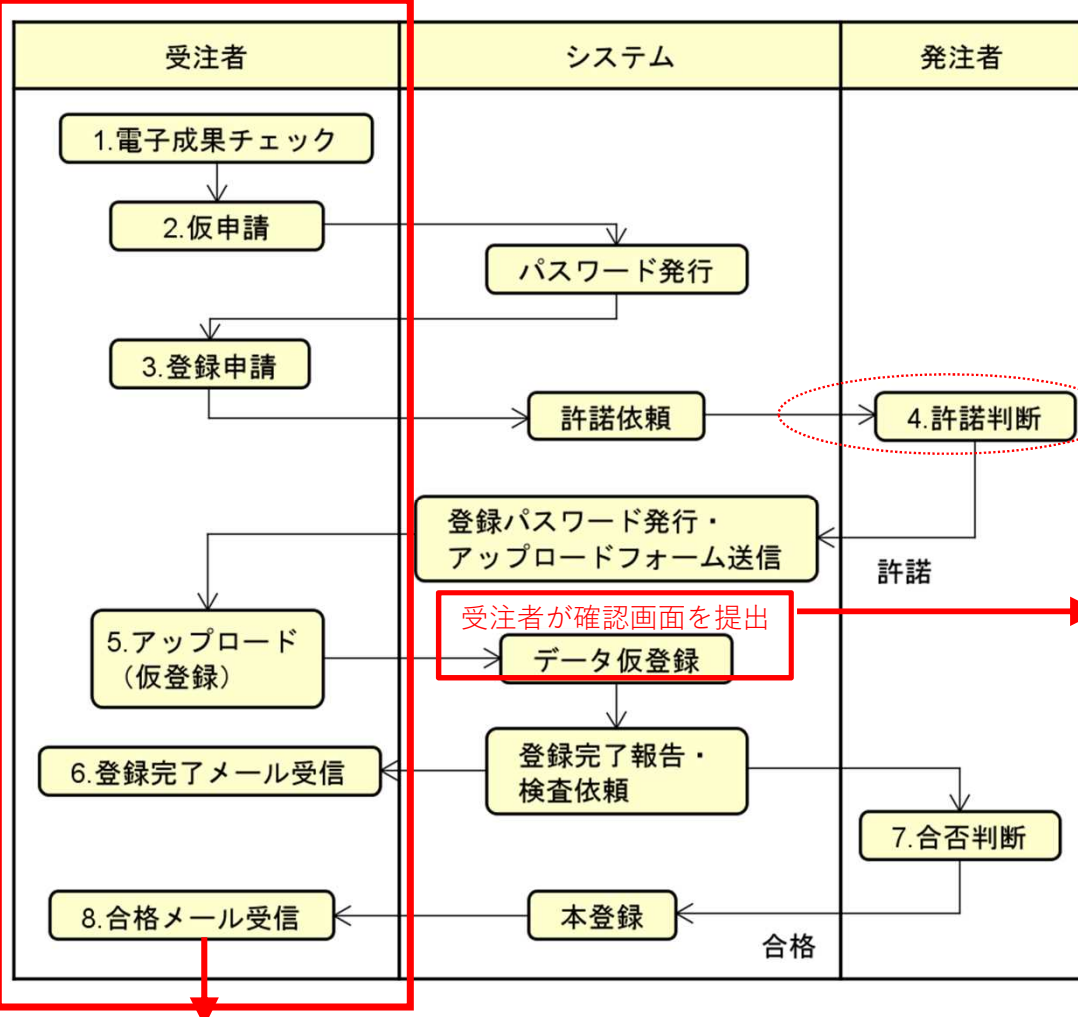 受注者
システム
発注者
1.電子成果チェック
2.仮申請
パスワード発行
3.登録申請
許諾依頼
4.許諾判断
登録パスワード発行・
アップロードフォーム送信
許諾
受注者が確認画面を提出
5.アップロード
（仮登録）
データ仮登録
6.登録完了メール受信
登録完了報告・
検査依頼
7.合否判断
8.合格メール受信
本登録
合格